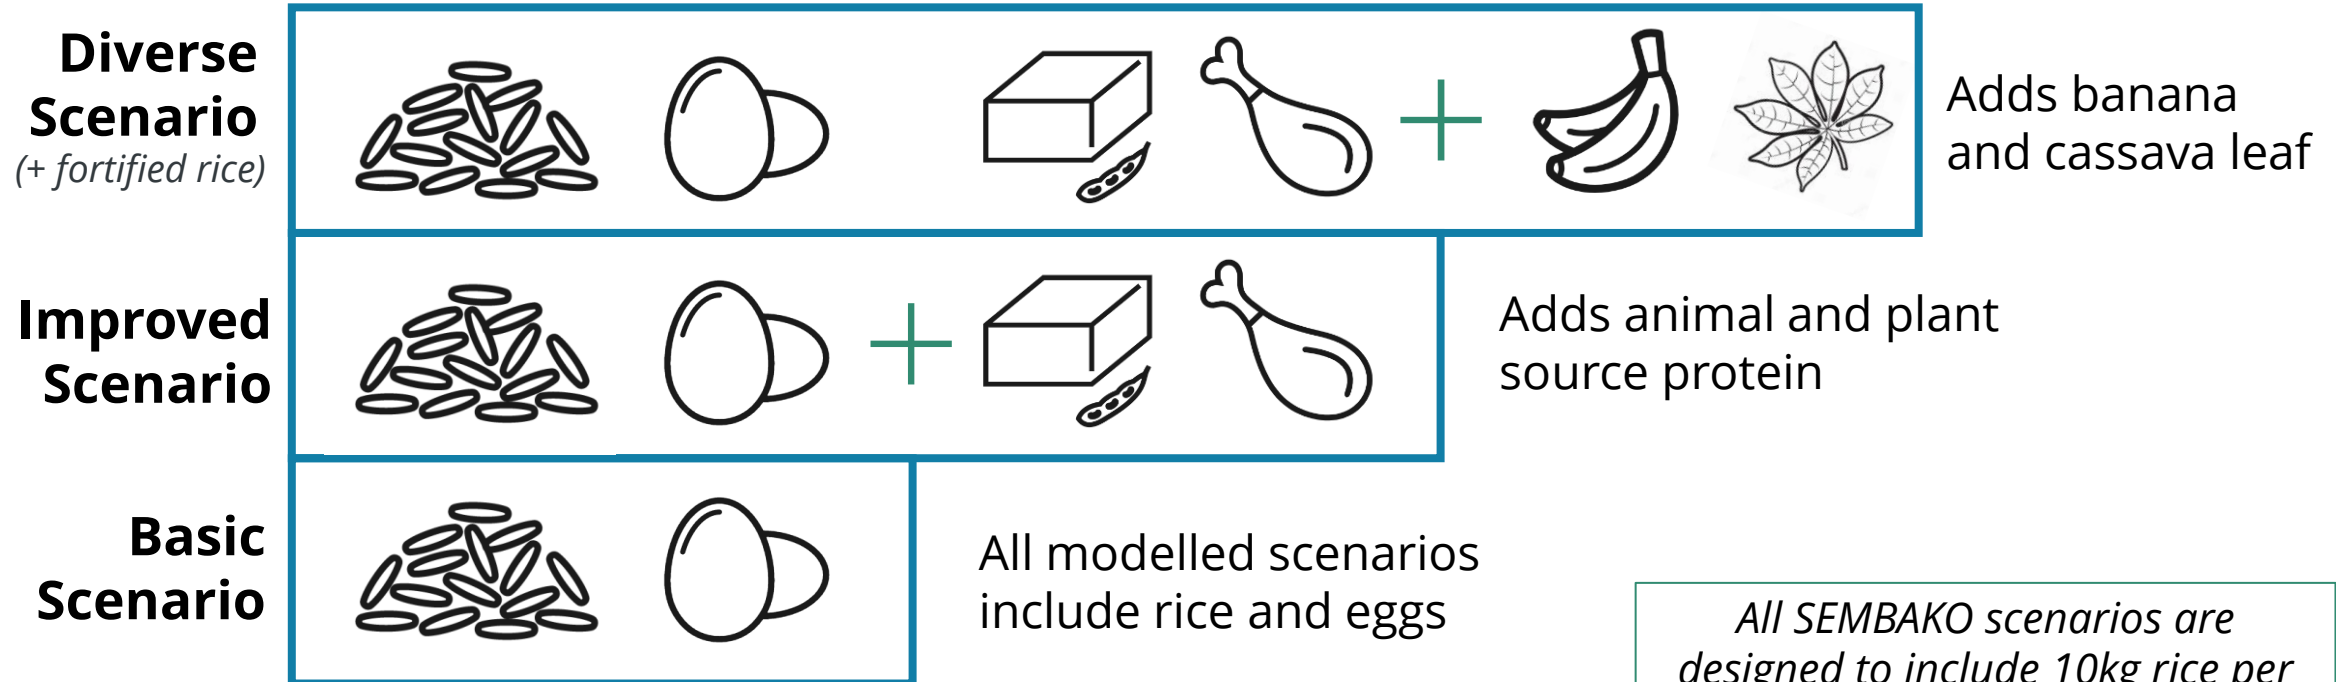 Diverse
Scenario
(+ fortified rice)
Adds banana
and cassava leaf
Improved
Scenario
Adds animal and plant
source protein
Basic
Scenario
All modelled scenarios
include rice and eggs
All SEMBAKO scenarios are
designed to include 10kg rice per